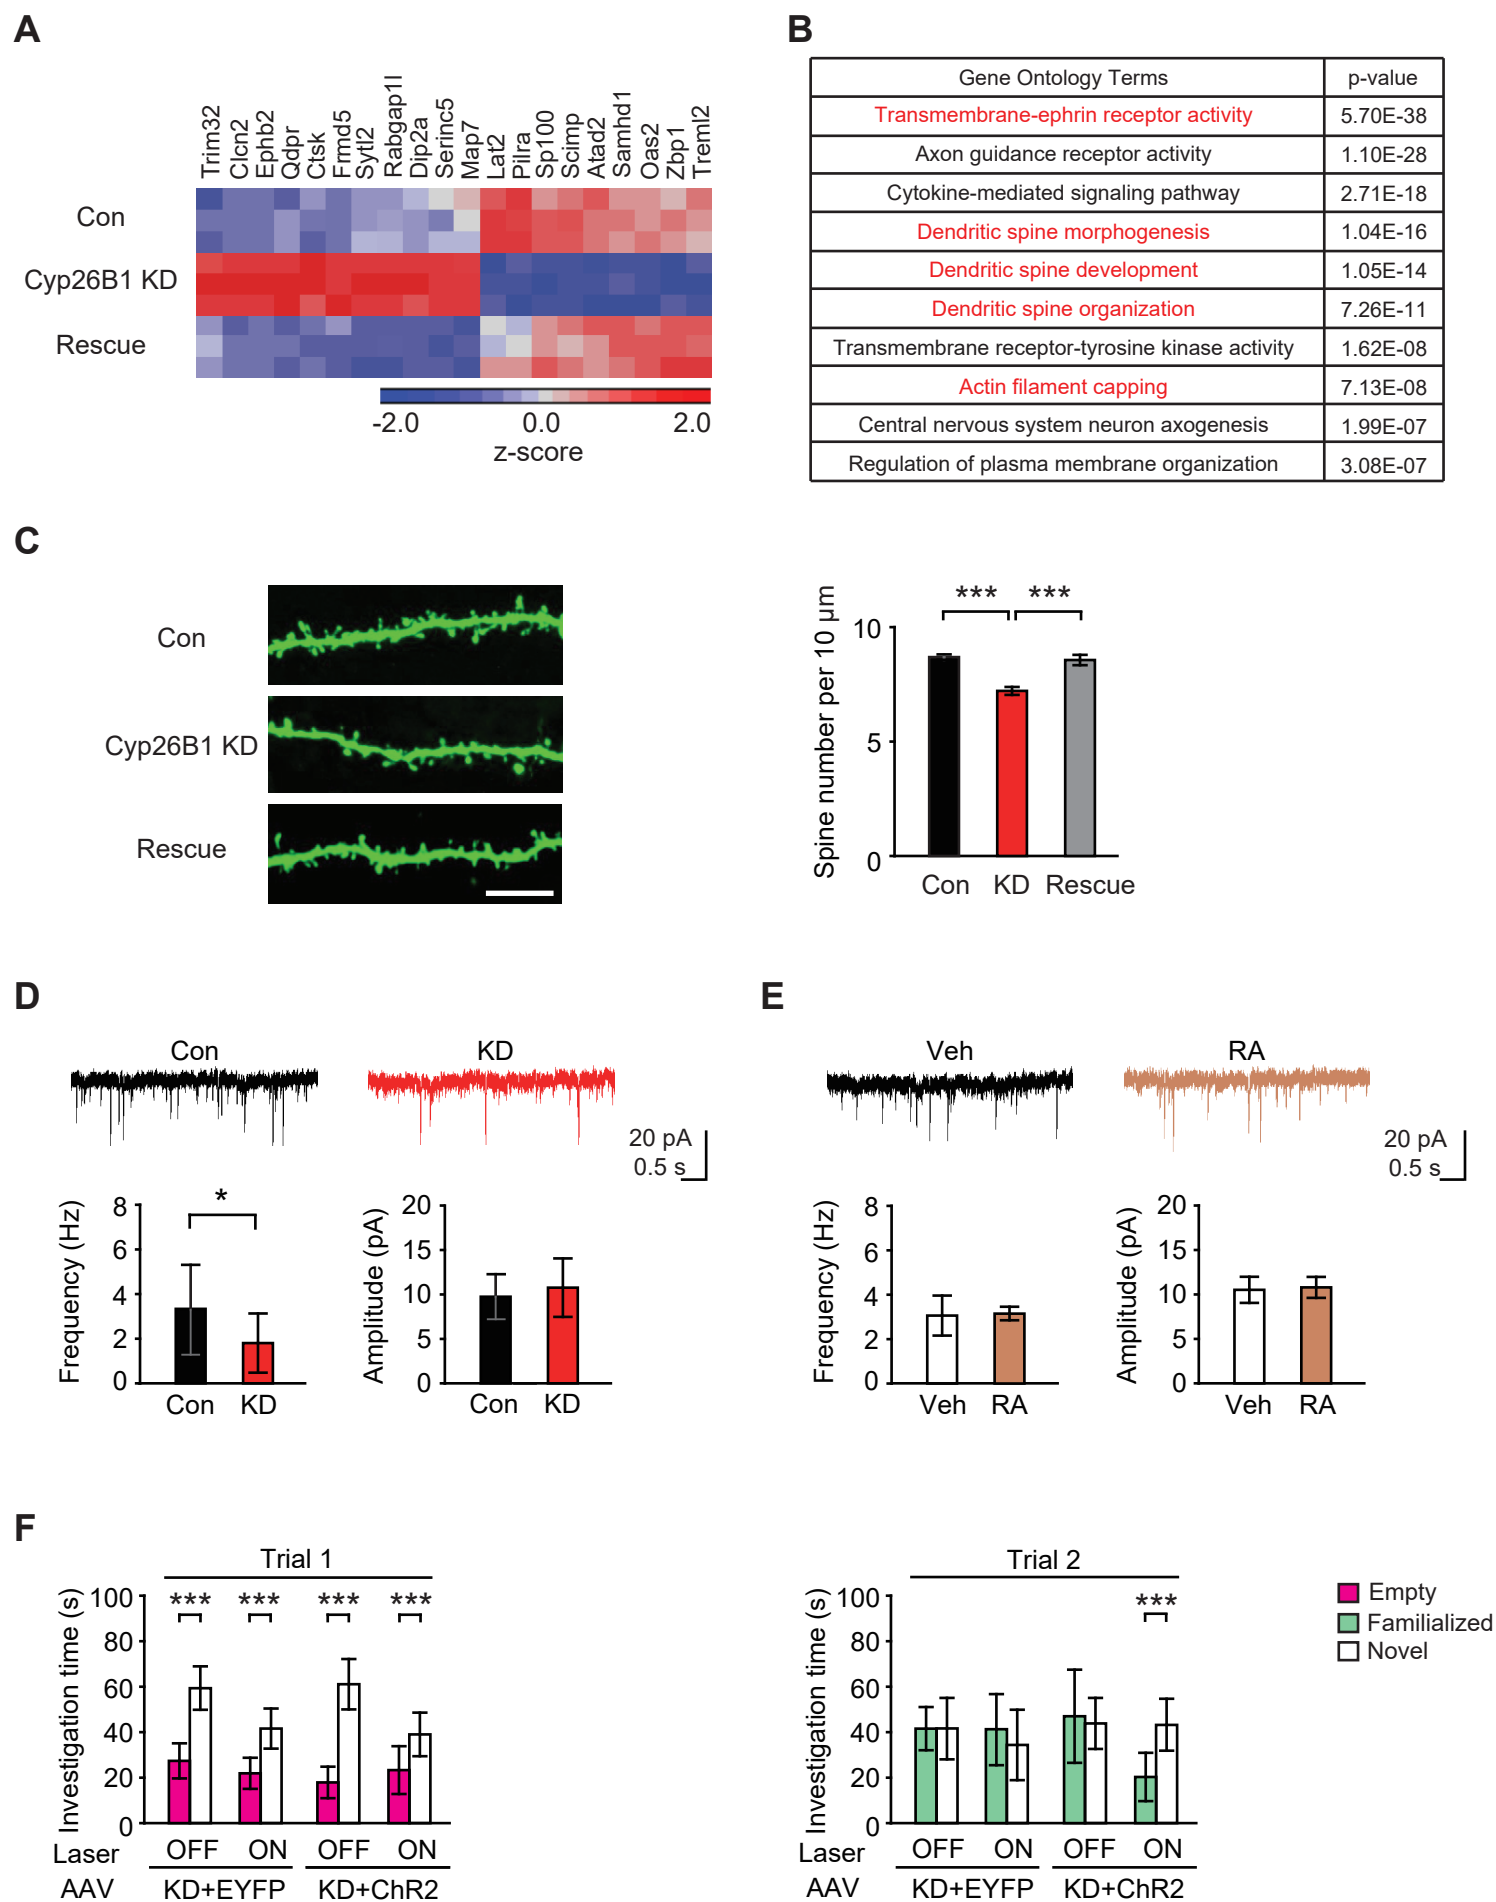 A
Trim32
Clcn2
Ephb2
Qdpr
Ctsk
Frmd5
Sytl2
Rabgap1l
Dip2a
Serinc5
Map7
Lat2
Pilra
Sp100
Scimp
Atad2
Samhd1
Oas2
Zbp1
Treml2
Con
Cyp26B1 KD
Rescue
-2.0 0.0 2.0
z-score
B
Gene Ontology Terms p-value
Transmembrane-ephrin receptor activity 5.70E-38
Axon guidance receptor activity 1.10E-28
Cytokine-mediated signaling pathway 2.71E-18
Dendritic spine morphogenesis 1.04E-16
Dendritic spine development 1.05E-14
Dendritic spine organization 7.26E-11
Transmembrane receptor-tyrosine kinase activity 1.62E-08
Actin filament capping 7.13E-08
Central nervous system neuron axogenesis 1.99E-07
Regulation of plasma membrane organization 3.08E-07
C
Con
Cyp26B1 KD
Rescue
Spine number per 10 μm
*** ***
10
5
0
Con KD Rescue
D
Con KD
20 pA
0.5 s
Frequency (Hz)
8
6
4
2
0
*
Con KD
Amplitude (pA)
20
15
10
5
0
Con KD
E
Veh RA
20 pA
0.5 s
Frequency (Hz)
8
6
4
2
0
Veh RA
Amplitude (pA)
20
15
10
5
0
Veh RA
F
Trial 1
*** *** *** ***
Investigation time (s)
100
80
60
40
20
0
Laser OFF ON OFF ON
AAV KD+EYFP KD+ChR2
Trial 2
***
Investigation time (s)
100
80
60
40
20
0
Laser OFF ON OFF ON
AAV KD+EYFP KD+ChR2
Empty
Familialized
Novel